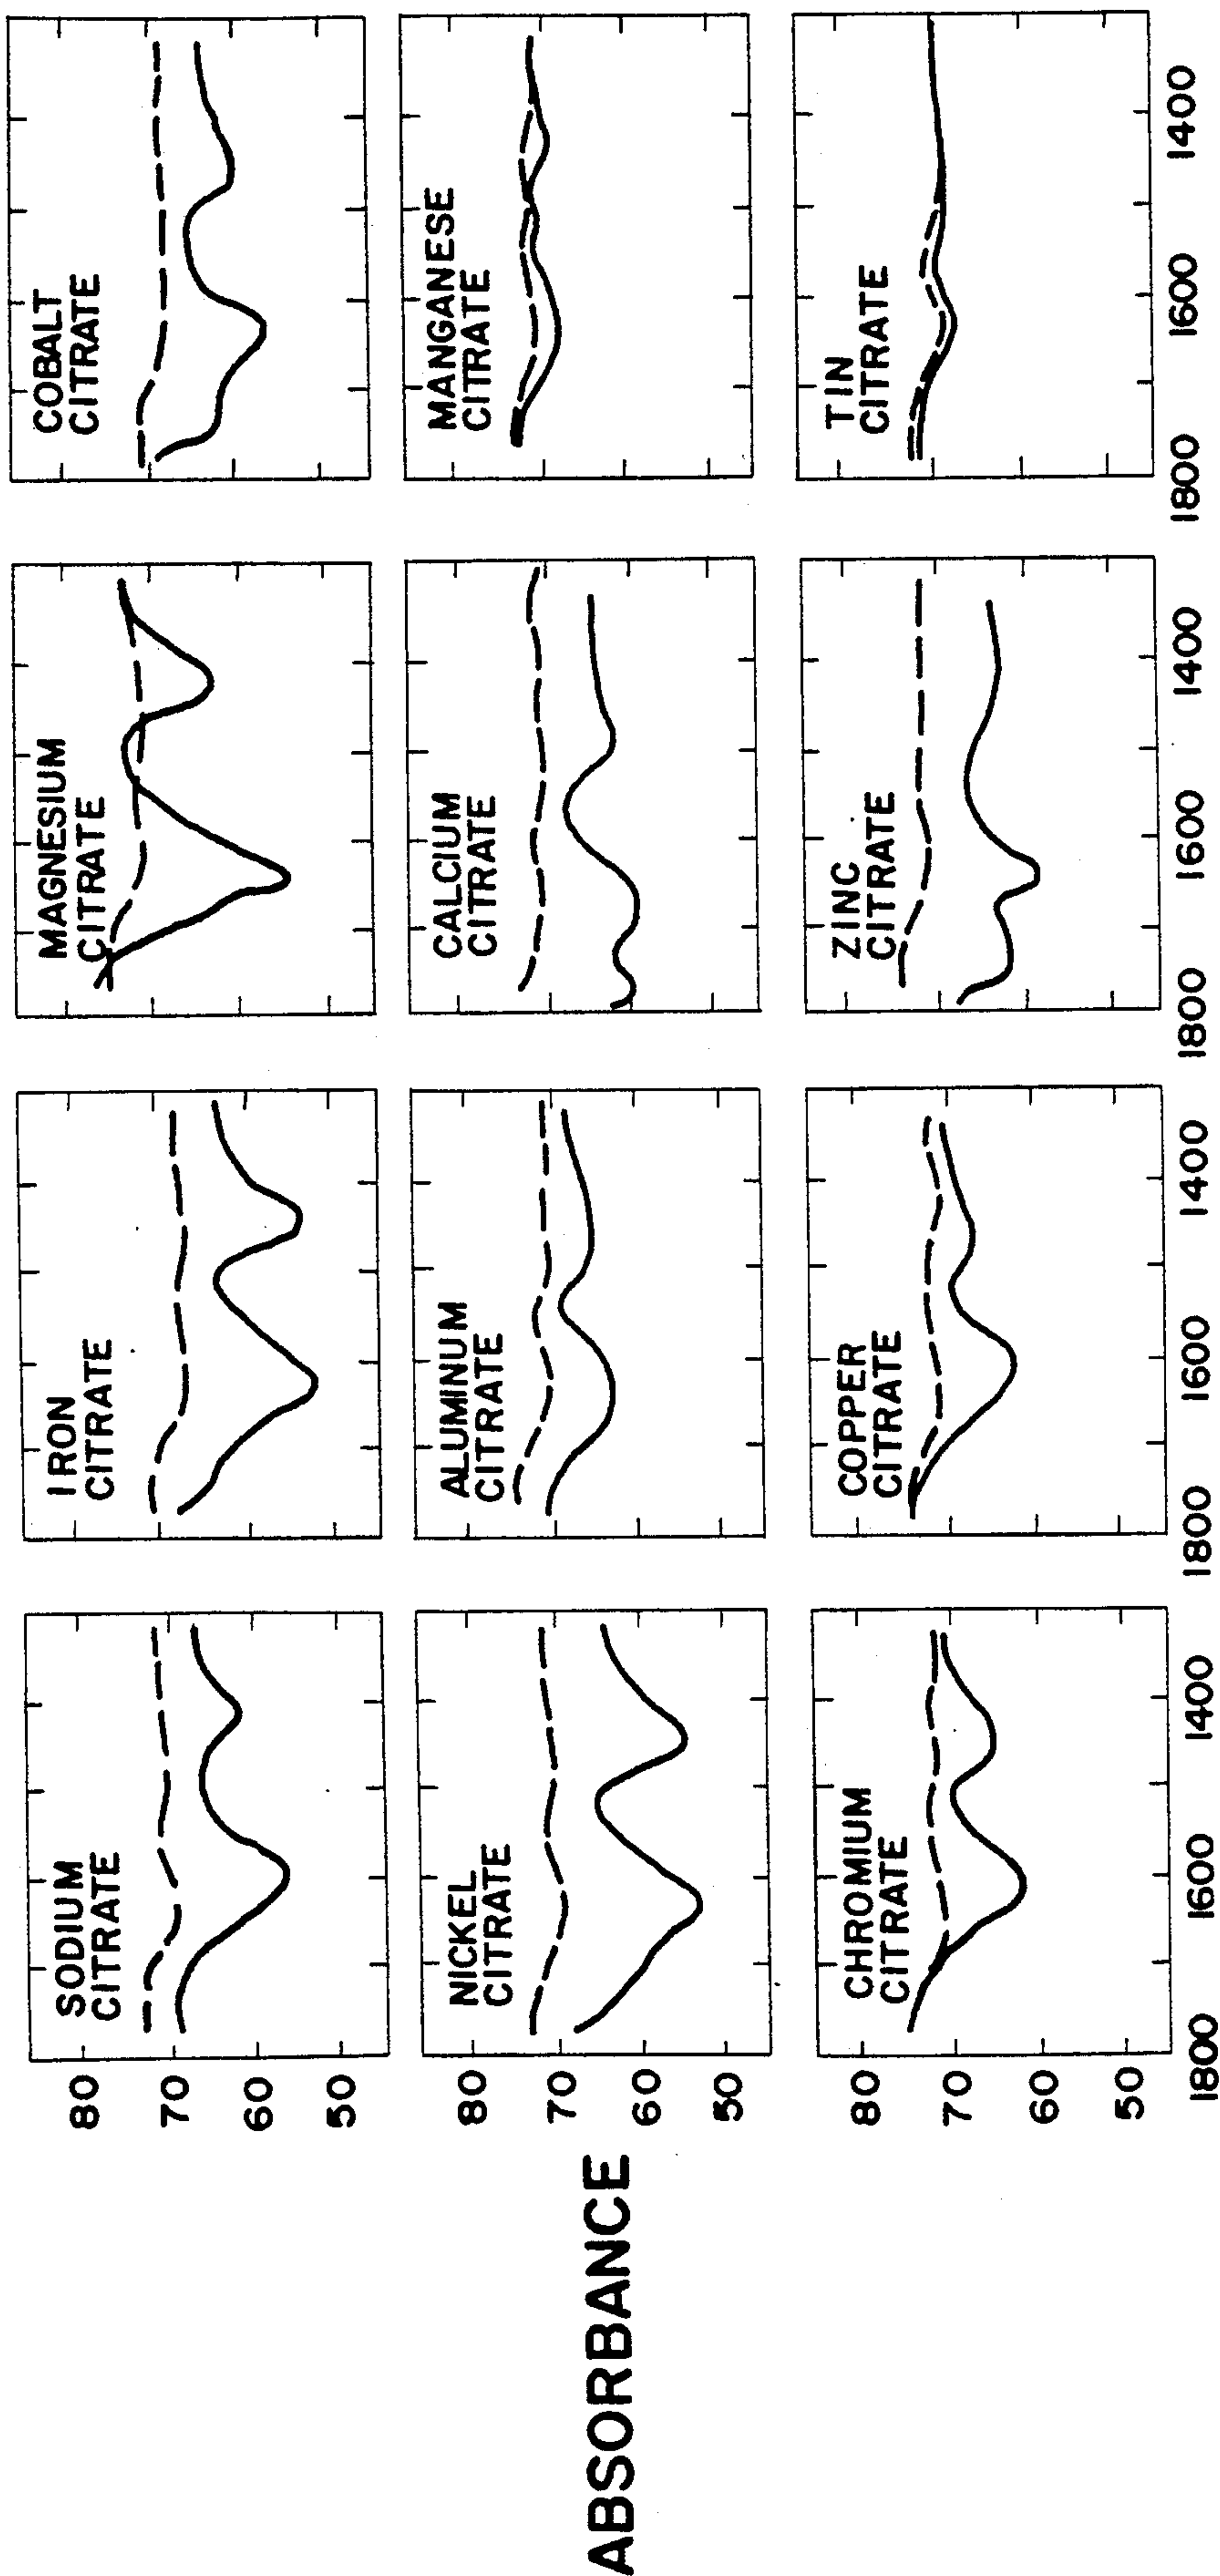 COBALT
CITRATE
MAGNESIUM
CITRATE
IRON
CITRATE
SODIUM
CITRATE
80
70
60
50
MANGANESE
CITRATE
CALCIUM
CITRATE
ALUMINUM
CITRATE
NICKEL
CITRATE
80
70
60
50
TIN
CITRATE
ZINC
CITRATE
COPPER
CITRATE
CHROMIUM
CITRATE
80
70
60
50
1800
1600
1400
1800
1600
1400
1800
1600
1400
1800
1600
1400
ABSORBANCE